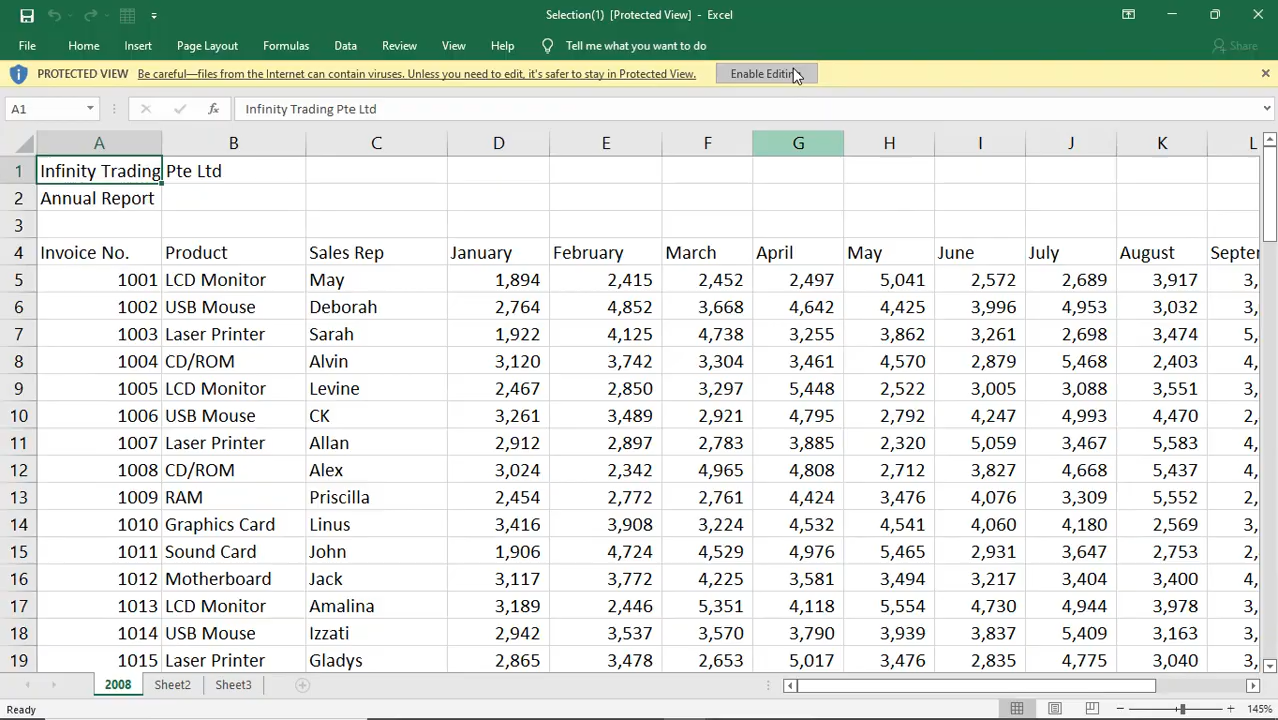 Selection(1) [Protected View] - Excel
File Home Insert Page Layout Formulas Data Review View Help Tell me what you want to do Share
PROTECTED VIEW Be careful—files from the Internet can contain viruses. Unless you need to edit, it's safer to stay in Protected View. Enable Editing
A1 fx Infinity Trading Pte Ltd
A B C D E F G H I J K L
1 Infinity Trading Pte Ltd
2 Annual Report
3
4 Invoice No. Product Sales Rep January February March April May June July August Septe
5 1001 LCD Monitor May 1,894 2,415 2,452 2,497 5,041 2,572 2,689 3,917 3,
6 1002 USB Mouse Deborah 2,764 4,852 3,668 4,642 4,425 3,996 4,953 3,032 3,
7 1003 Laser Printer Sarah 1,922 4,125 4,738 3,255 3,862 3,261 2,698 3,474 5,
8 1004 CD/ROM Alvin 3,120 3,742 3,304 3,461 4,570 2,879 5,468 2,403 4,
9 1005 LCD Monitor Levine 2,467 2,850 3,297 5,448 2,522 3,005 3,088 3,551 3,
10 1006 USB Mouse CK 3,261 3,489 2,921 4,795 2,792 4,247 4,993 4,470 2,
11 1007 Laser Printer Allan 2,912 2,897 2,783 3,885 2,320 5,059 3,467 5,583 4,
12 1008 CD/ROM Alex 3,024 2,342 4,965 4,808 2,712 3,827 4,668 5,437 4,
13 1009 RAM Priscilla 2,454 2,772 2,761 4,424 3,476 4,076 3,309 5,552 2,
14 1010 Graphics Card Linus 3,416 3,908 3,224 4,532 4,541 4,060 4,180 2,569 3,
15 1011 Sound Card John 1,906 4,724 4,529 4,976 5,465 2,931 3,647 2,753 2,
16 1012 Motherboard Jack 3,117 3,772 4,225 3,581 3,494 3,217 3,404 3,400 4,
17 1013 LCD Monitor Amalina 3,189 2,446 5,351 4,118 5,554 4,730 4,944 3,978 3,
18 1014 USB Mouse Izzati 2,942 3,537 3,570 3,790 3,939 3,837 5,409 3,163 3,
19 1015 Laser Printer Gladys 2,865 3,478 2,653 5,017 3,476 2,835 4,775 3,040 3,
2008 Sheet2 Sheet3
Ready 145%